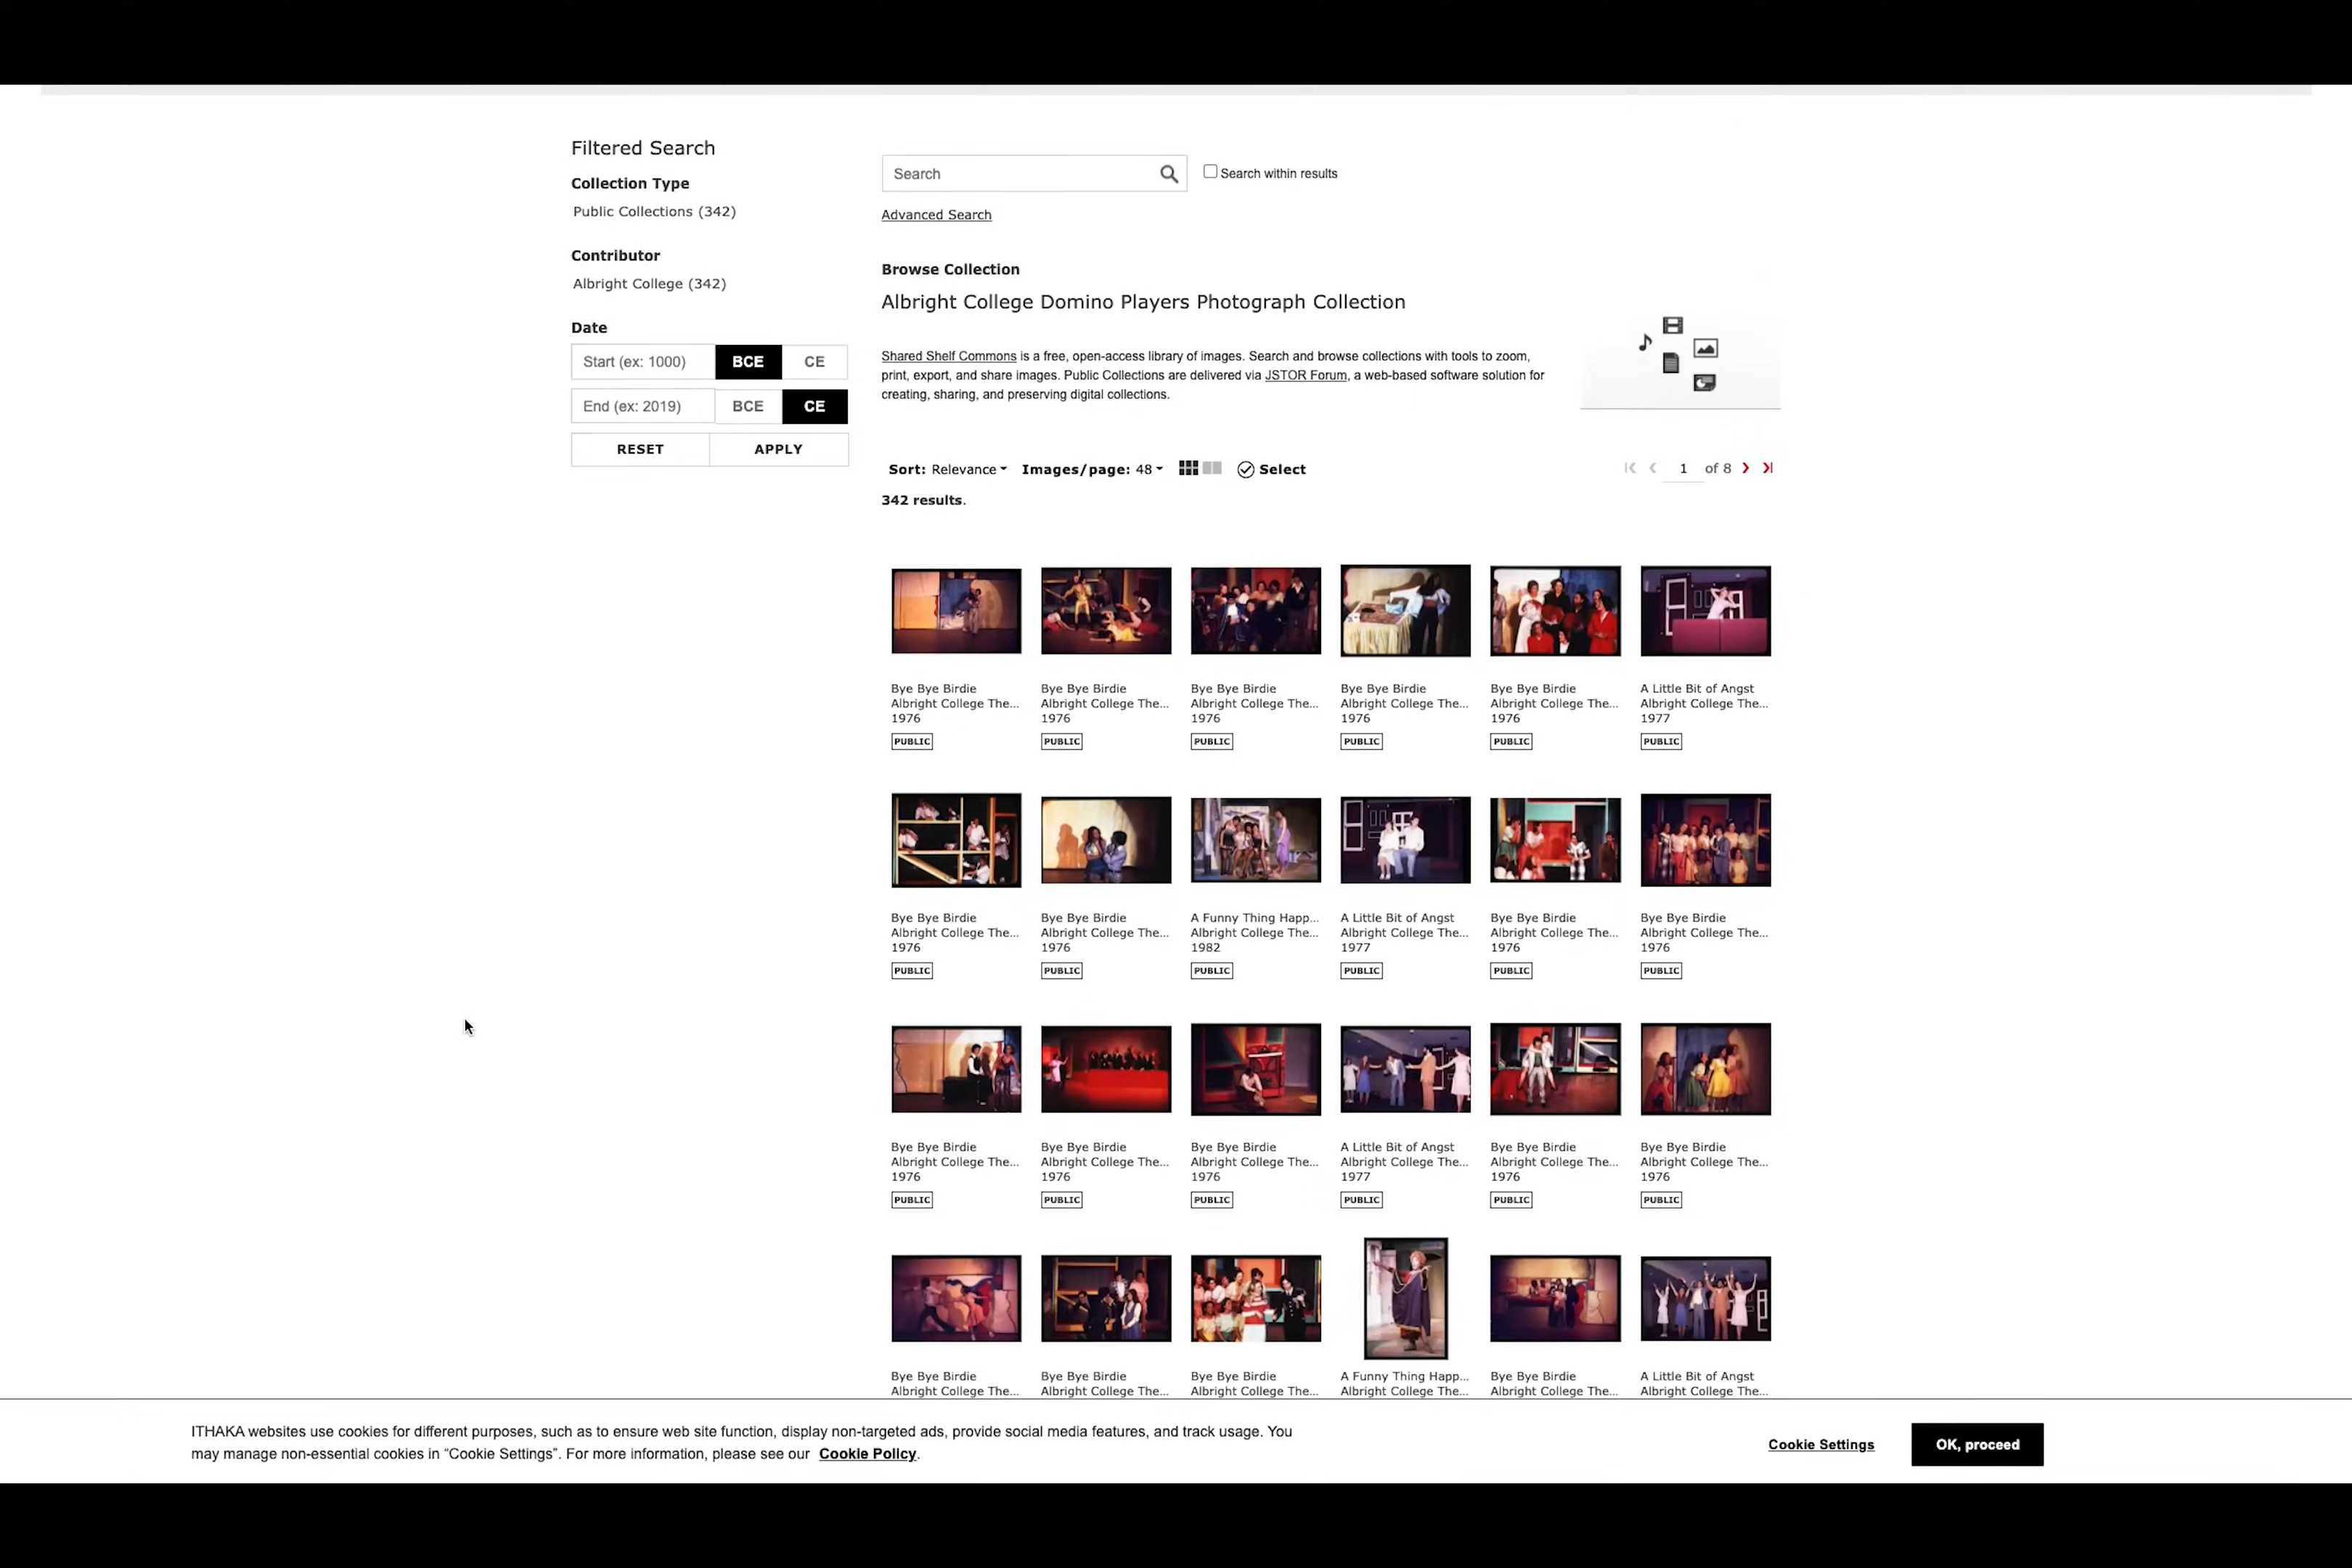 Filtered Search
Collection Type
Public Collections (342)
Contributor
Albright College (342)
Date
Start (ex: 1000) BCE CE
End (ex: 2019) BCE CE
RESET APPLY
Search
Search within results
Advanced Search
Browse Collection
Albright College Domino Players Photograph Collection
Shared Shelf Commons is a free, open-access library of images. Search and browse collections with tools to zoom,
print, export, and share images. Public Collections are delivered via JSTOR Forum, a web-based software solution for
creating, sharing, and preserving digital collections.
Sort: Relevance Images/page: 48 Select 1 of 8
342 results.
Bye Bye Birdie Bye Bye Birdie Bye Bye Birdie Bye Bye Birdie Bye Bye Birdie A Little Bit of Angst
Albright College The... Albright College The... Albright College The... Albright College The... Albright College The... Albright College The...
1976 1976 1976 1976 1976 1977
PUBLIC PUBLIC PUBLIC PUBLIC PUBLIC PUBLIC
Bye Bye Birdie Bye Bye Birdie A Funny Thing Happ... A Little Bit of Angst Bye Bye Birdie Bye Bye Birdie
Albright College The... Albright College The... Albright College The... Albright College The... Albright College The... Albright College The...
1976 1976 1982 1977 1976 1976
PUBLIC PUBLIC PUBLIC PUBLIC PUBLIC PUBLIC
Bye Bye Birdie Bye Bye Birdie Bye Bye Birdie A Little Bit of Angst Bye Bye Birdie Bye Bye Birdie
Albright College The... Albright College The... Albright College The... Albright College The... Albright College The... Albright College The...
1976 1976 1976 1977 1976 1976
PUBLIC PUBLIC PUBLIC PUBLIC PUBLIC PUBLIC
Bye Bye Birdie Bye Bye Birdie Bye Bye Birdie A Funny Thing Happ... Bye Bye Birdie A Little Bit of Angst
Albright College The... Albright College The... Albright College The... Albright College The... Albright College The... Albright College The...
ITHAKA websites use cookies for different purposes, such as to ensure web site function, display non-targeted ads, provide social media features, and track usage. You
may manage non-essential cookies in “Cookie Settings”. For more information, please see our Cookie Policy.
Cookie Settings OK, proceed